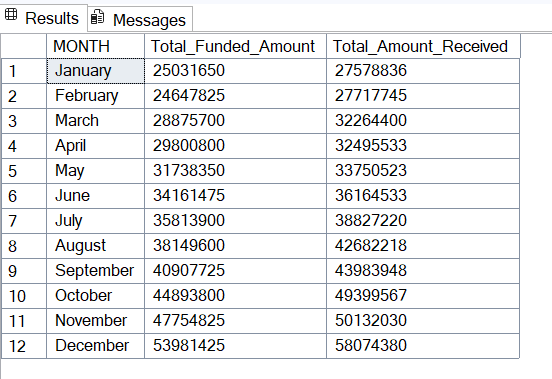 Results Messages
MONTH Total_Funded_Amount Total_Amount_Received
1 January 25031650 27578836
2 February 24647825 27717745
3 March 28875700 32264400
4 April 29800800 32495533
5 May 31738350 33750523
6 June 34161475 36164533
7 July 35813900 38827220
8 August 38149600 42682218
9 September 40907725 43983948
10 October 44893800 49399567
11 November 47754825 50132030
12 December 53981425 58074380